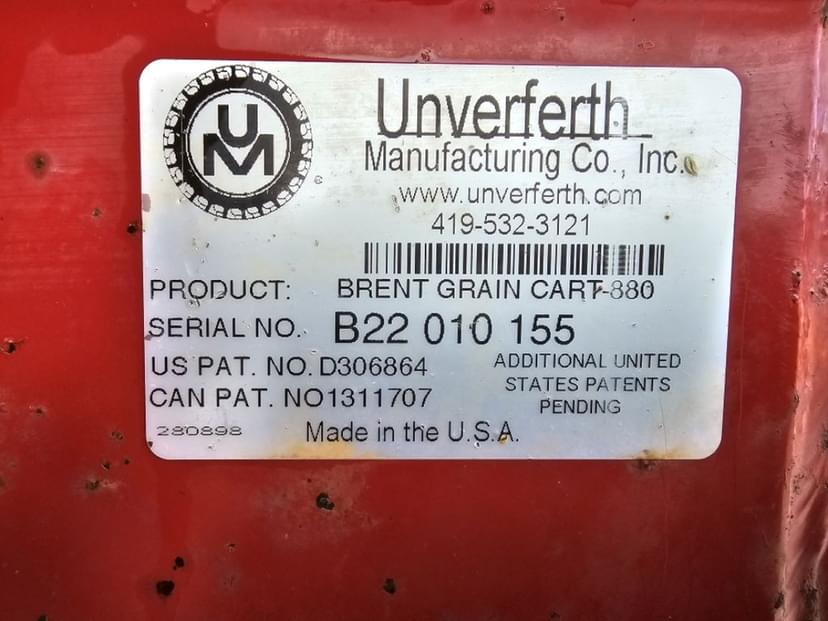 UM
Unverferth
Manufacturing Co., Inc.
www.unverferth.com
419-532-3121
PRODUCT: BRENT GRAIN CART-880
SERIAL NO. B22 010 155
US PAT. NO. D306864
CAN PAT. NO1311707
ADDITIONAL UNITED
STATES PATENTS
PENDING
280898
Made in the U.S.A.